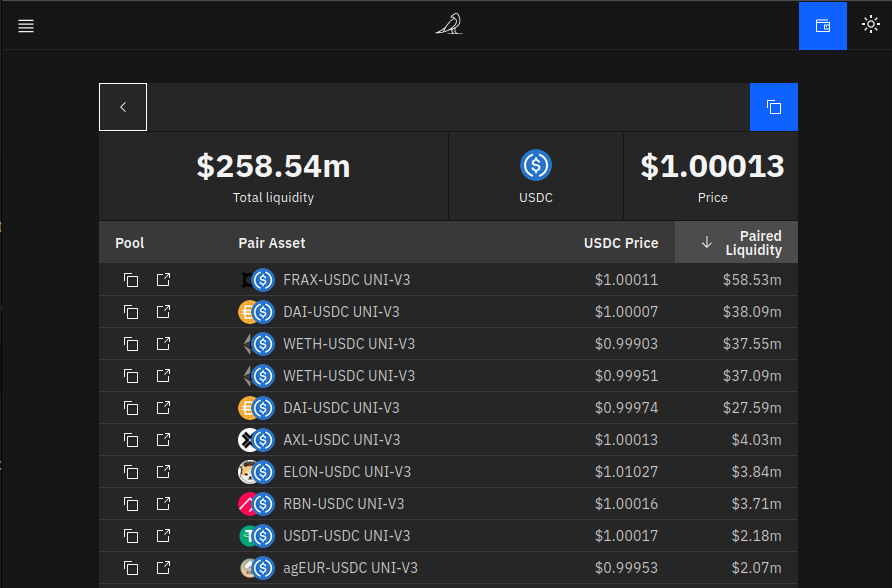 $258.54m
Total liquidity
USDC
$1.00013
Price
Pool Pair Asset USDC Price Paired Liquidity
FRAX-USDC UNI-V3 $1.00011 $58.53m
DAI-USDC UNI-V3 $1.00007 $38.09m
WETH-USDC UNI-V3 $0.99903 $37.55m
WETH-USDC UNI-V3 $0.99951 $37.09m
DAI-USDC UNI-V3 $0.99974 $27.59m
AXL-USDC UNI-V3 $1.00013 $4.03m
ELON-USDC UNI-V3 $1.01027 $3.84m
RBN-USDC UNI-V3 $1.00016 $3.71m
USDT-USDC UNI-V3 $1.00017 $2.18m
agEUR-USDC UNI-V3 $0.99953 $2.07m